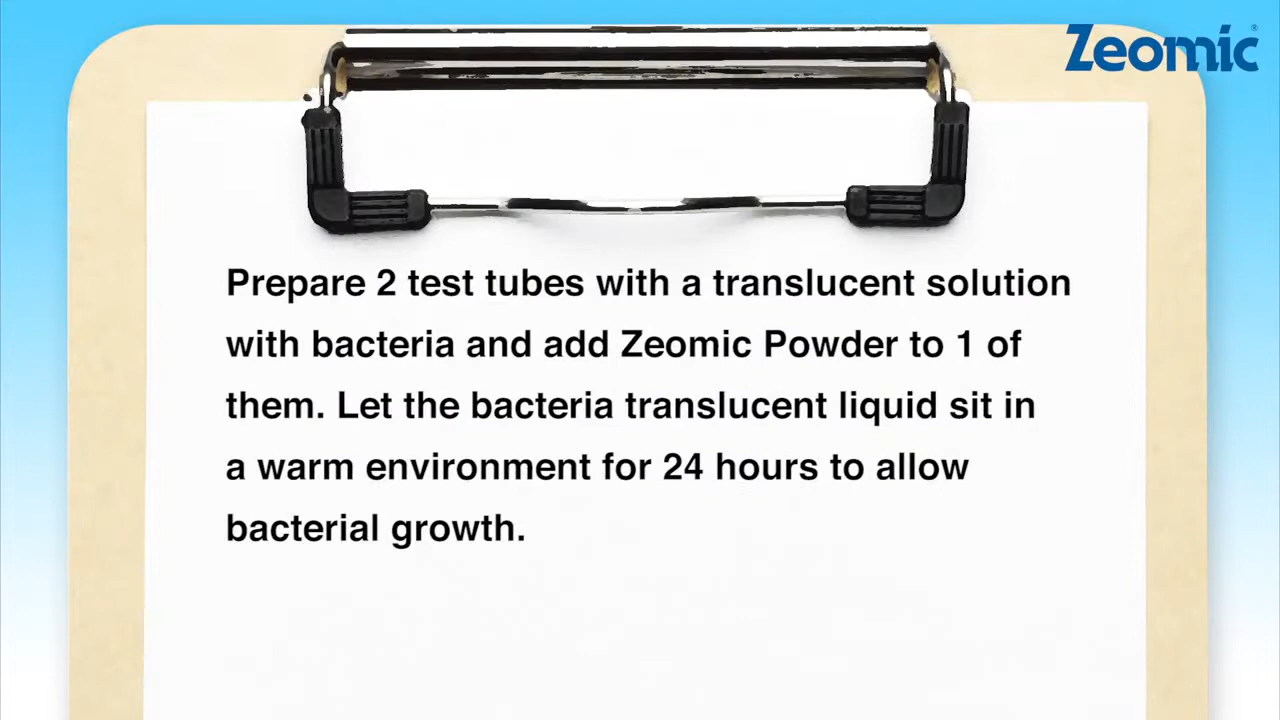 Zeomic®
Prepare 2 test tubes with a translucent solution
with bacteria and add Zeomic Powder to 1 of
them. Let the bacteria translucent liquid sit in
a warm environment for 24 hours to allow
bacterial growth.